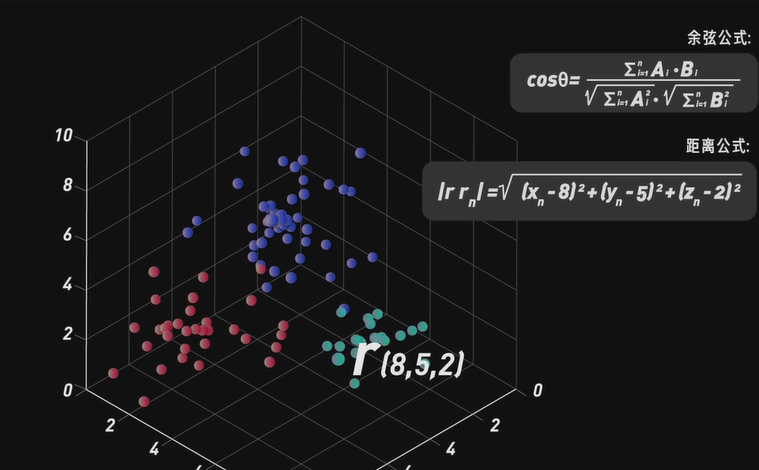 余弦公式:
cosθ= Σⁿᵢ₌₁ Aᵢ · Bᵢ / √Σⁿᵢ₌₁ Aᵢ² · √Σⁿᵢ₌₁ Bᵢ²
距离公式:
|r rₙ| = √(xₙ - 8)² + (yₙ - 5)² + (zₙ - 2)²
10
8
6
4
2
0
r (8,5,2)
0
2
2
4
4